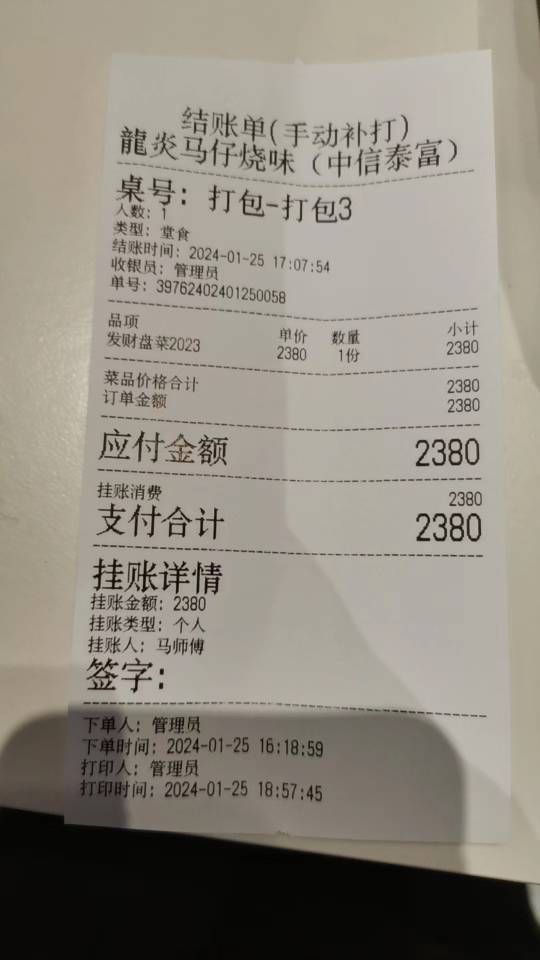 结账单(手动补打)
龍炎马仔烧味（中信泰富）
桌号: 打包-打包3
人数: 1
类型: 堂食
结账时间: 2024-01-25 17:07:54
收银员: 管理员
单号: 39762402401250058
品项 单价 数量 小计
发财盘菜2023 2380 1份 2380
菜品价格合计 2380
订单金额 2380
应付金额 2380
挂账消费 2380
支付合计 2380
挂账详情
挂账金额: 2380
挂账类型: 个人
挂账人: 马师傅
签字:
下单人: 管理员
下单时间: 2024-01-25 16:18:59
打印人: 管理员
打印时间: 2024-01-25 18:57:45